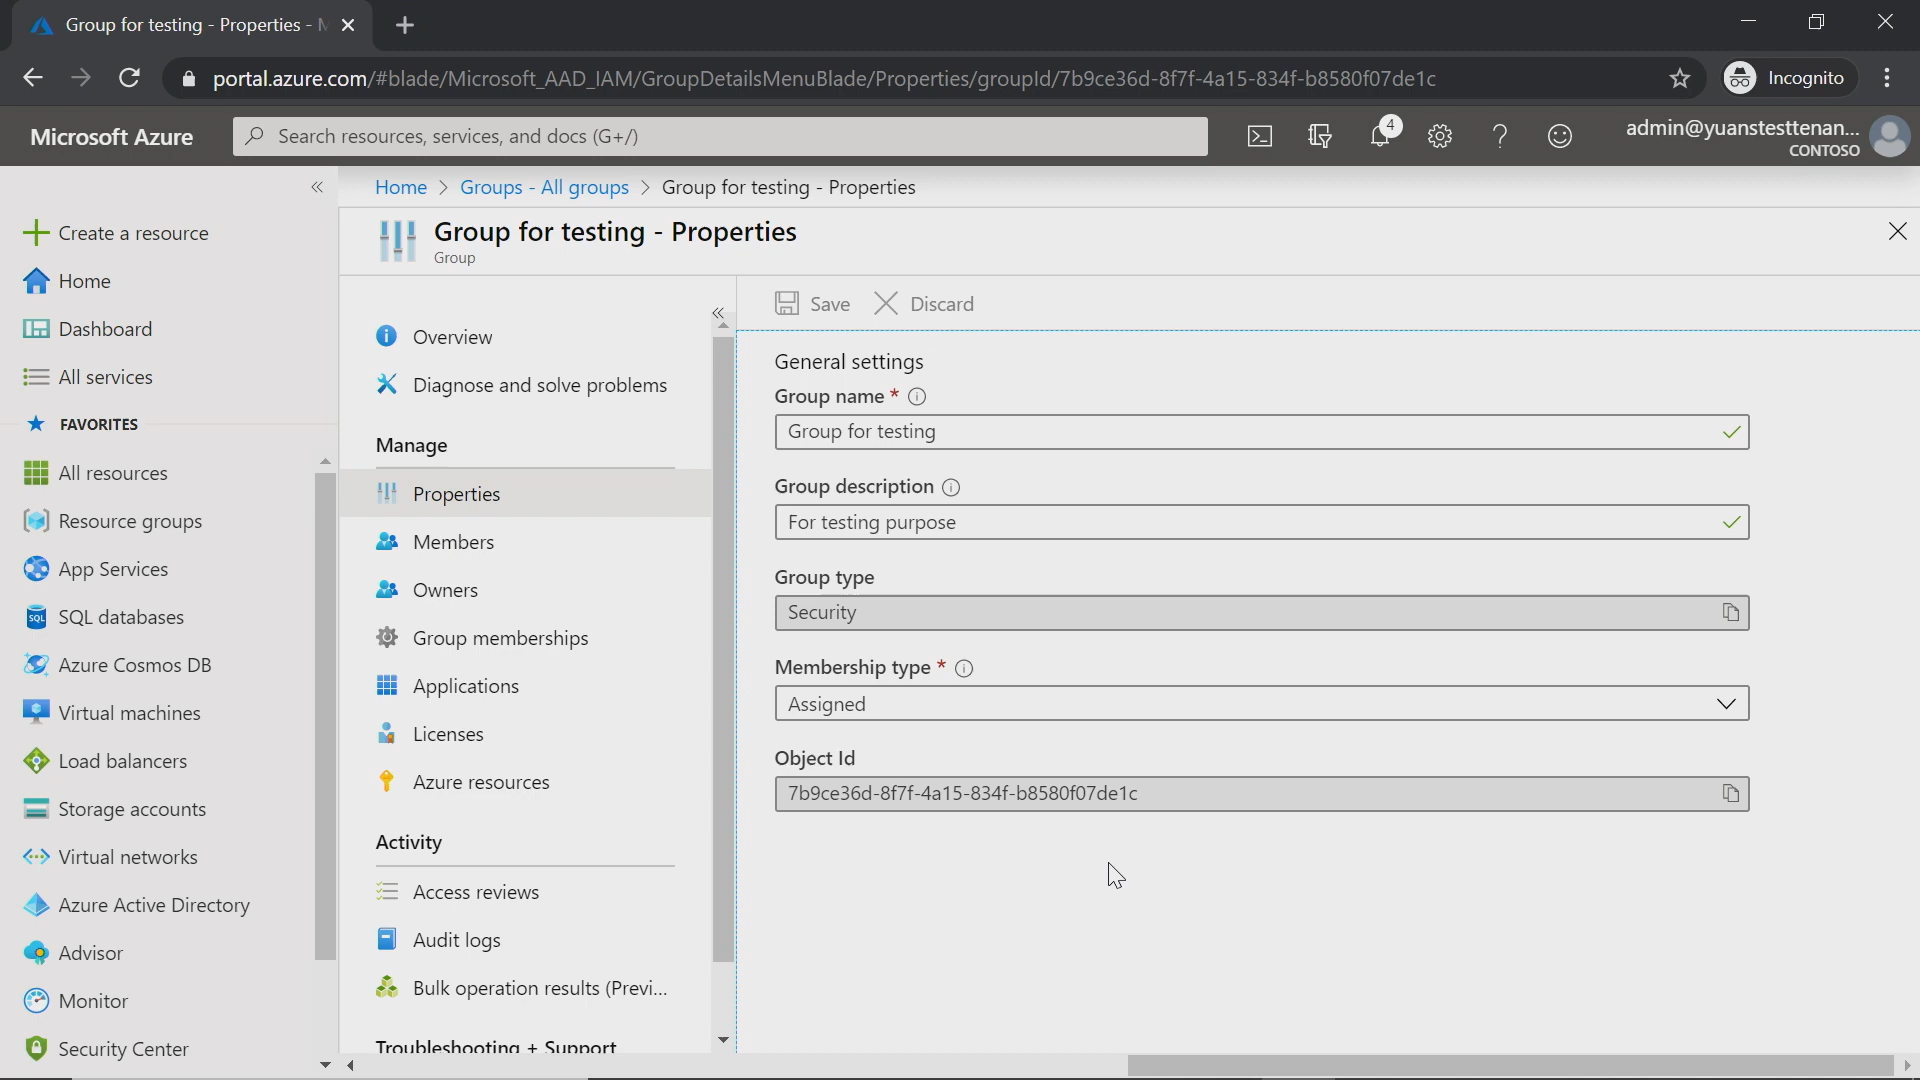 Group for testing - Properties - M
portal.azure.com/#blade/Microsoft_AAD_IAM/GroupDetailsMenuBlade/Properties/groupId/7b9ce36d-8f7f-4a15-834f-b8580f07de1c
Incognito
Microsoft Azure
Search resources, services, and docs (G+/)
4
admin@yuanstesttenan...
CONTOSO
Home > Groups - All groups > Group for testing - Properties
Group for testing - Properties
Group
Create a resource
Home
Dashboard
All services
FAVORITES
All resources
Resource groups
App Services
SQL
SQL databases
Azure Cosmos DB
Virtual machines
Load balancers
Storage accounts
Virtual networks
Azure Active Directory
Advisor
Monitor
Security Center
Overview
Diagnose and solve problems
Manage
Properties
Members
Owners
Group memberships
Applications
Licenses
Azure resources
Activity
Access reviews
Audit logs
Bulk operation results (Previ...
Troubleshooting + Support
Save
Discard
General settings
Group name *
Group for testing
Group description
For testing purpose
Group type
Security
Membership type *
Assigned
Object Id
7b9ce36d-8f7f-4a15-834f-b8580f07de1c